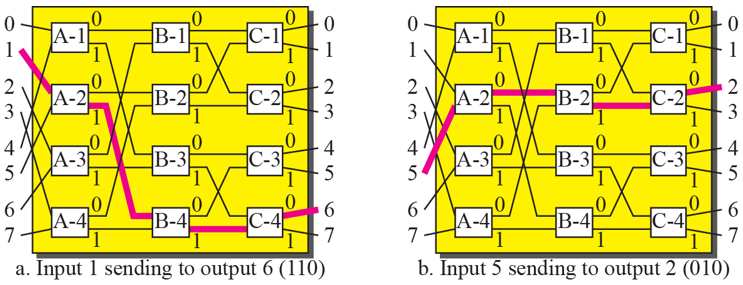 0 A-1 0 1 B-1 0 1 C-1 0 1 0
1 1
2 A-2 0 1 B-2 0 1 C-2 0 1 2
3 3
4 A-3 0 1 B-3 0 1 C-3 0 1 4
5 5
6 A-4 0 1 B-4 0 1 C-4 0 1 6
7 7
a. Input 1 sending to output 6 (110)
0 A-1 0 1 B-1 0 1 C-1 0 1 0
1 1
2 A-2 0 1 B-2 0 1 C-2 0 1 2
3 3
4 A-3 0 1 B-3 0 1 C-3 0 1 4
5 5
6 A-4 0 1 B-4 0 1 C-4 0 1 6
7 7
b. Input 5 sending to output 2 (010)